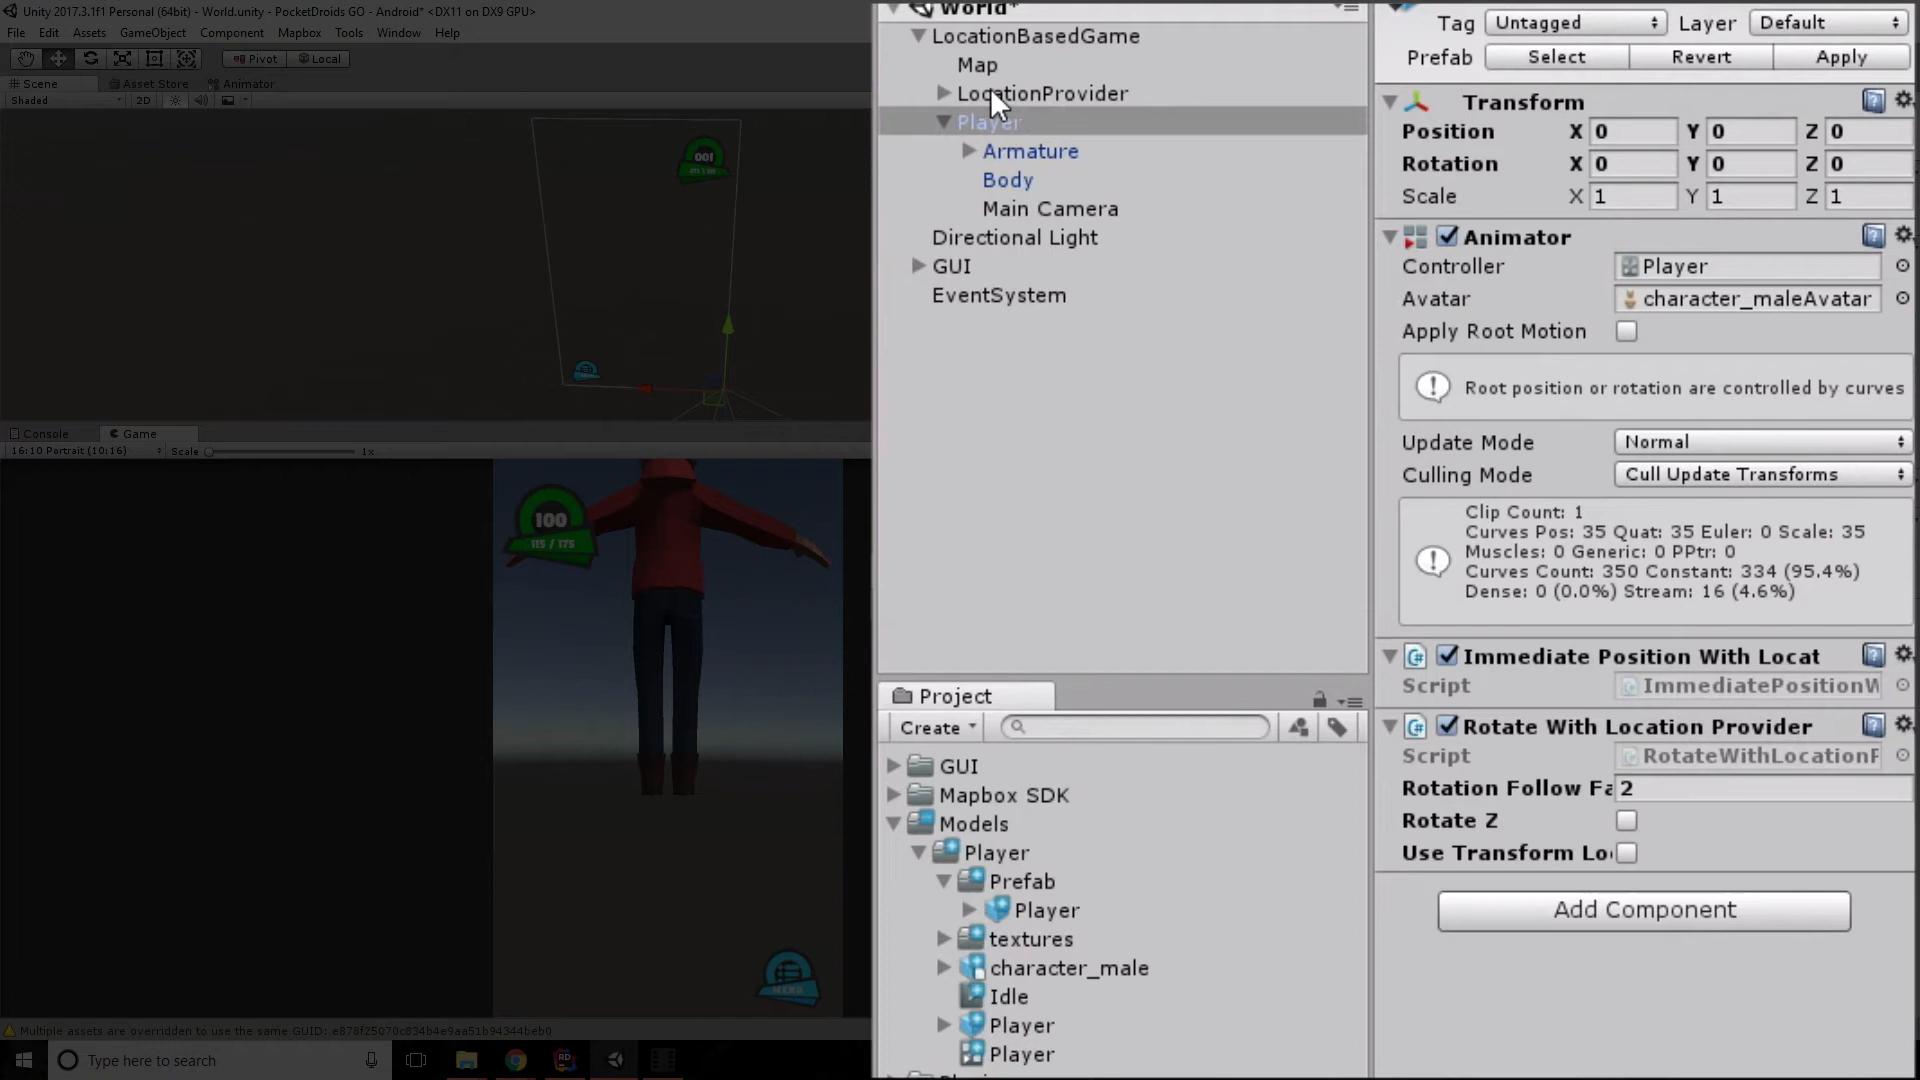 Unity 2017.3.1f1 Personal (64bit) - World.unity - PocketDroids GO - Android* <DX11 on DX9 GPU>
File Edit Assets GameObject Component Mapbox Tools Window Help
Pivot Local
Scene Asset Store Animator
Shaded 2D
001
Console Game
16:10 Portrait (10:16) Scale 1x
100
115 / 175
MENU
Multiple assets are overridden to use the same GUID: e878f25070c834b4e9aa51b94344beb0
Type here to search
World*
LocationBasedGame
Map
LocationProvider
Player
Armature
Body
Main Camera
Directional Light
GUI
EventSystem
Project
Create
GUI
Mapbox SDK
Models
Player
Prefab
Player
textures
character_male
Idle
Player
Player
Tag Untagged Layer Default
Prefab Select Revert Apply
Transform
Position X 0 Y 0 Z 0
Rotation X 0 Y 0 Z 0
Scale X 1 Y 1 Z 1
Animator
Controller Player
Avatar character_maleAvatar
Apply Root Motion
Root position or rotation are controlled by curves
Update Mode Normal
Culling Mode Cull Update Transforms
Clip Count: 1
Curves Pos: 35 Quat: 35 Euler: 0 Scale: 35
Muscles: 0 Generic: 0 PPtr: 0
Curves Count: 350 Constant: 334 (95.4%)
Dense: 0 (0.0%) Stream: 16 (4.6%)
Immediate Position With Locat
Script ImmediatePositionW
Rotate With Location Provider
Script RotateWithLocationP
Rotation Follow Fa 2
Rotate Z
Use Transform Lo
Add Component